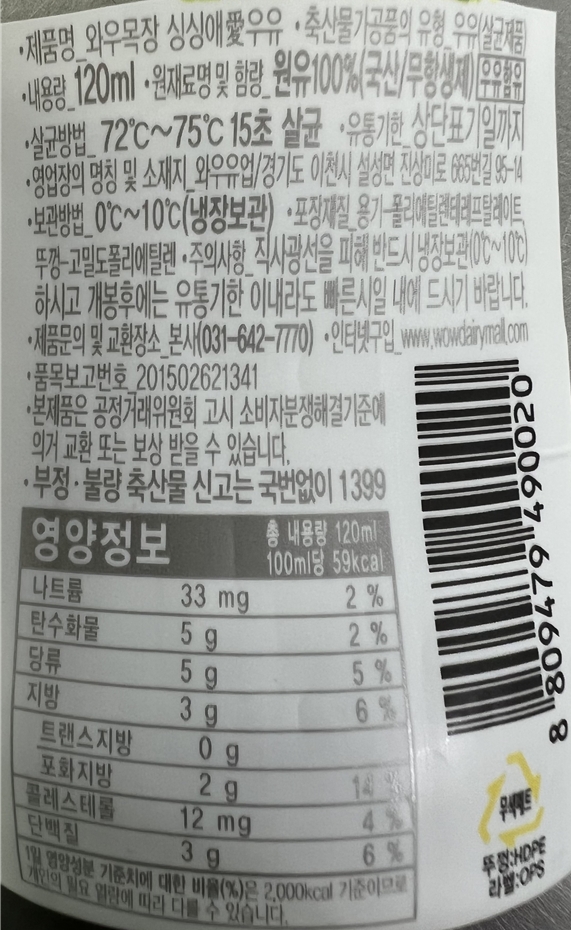 ·제품명_와우목장 싱싱애愛우유 ·축산물가공품의 유형_우유(살균제품)
·내용량_120ml ·원재료명 및 함량_원유100%(국산/무항생제) 우유함유
·살균방법_72℃~75℃ 15초 살균 ·유통기한_상단표기일까지
·영업장의 명칭 및 소재지_와우유업/경기도 이천시 설성면 진상미로 665번길 95-14
·보관방법_0℃~10℃(냉장보관) ·포장재질_용기-폴리에틸렌테레프탈레이트,
뚜껑-고밀도폴리에틸렌 ·주의사항_직사광선을 피해 반드시 냉장보관(0℃~10℃)
하시고 개봉후에는 유통기한 이내라도 빠른시일 내에 드시기 바랍니다.
·제품문의 및 교환장소_본사(031-642-7770) ·인터넷구입_www.wowdairymall.com
·품목보고번호_201502621341
·본제품은 공정거래위원회 고시 소비자분쟁해결기준에
의거 교환 또는 보상 받을 수 있습니다.
·부정·불량 축산물 신고는 국번없이 1399
영양정보
총 내용량 120ml
100ml당 59kcal
나트륨 33 mg 2 %
탄수화물 5 g 2 %
당류 5 g 5 %
지방 3 g 6 %
트랜스지방 0 g
포화지방 2 g 14 %
콜레스테롤 12 mg 4 %
단백질 3 g 6 %
1일 영양성분 기준치에 대한 비율(%)은 2,000kcal 기준이므로
개인의 필요 열량에 따라 다를 수 있습니다.
8 809479 490020
무색페트
뚜껑:HDPE
라벨:OPS